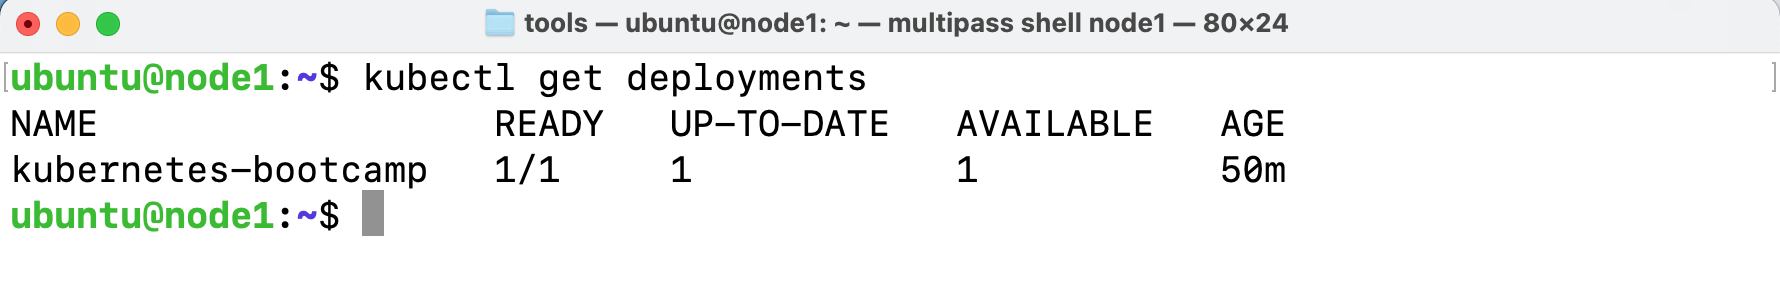 tools — ubuntu@node1: ~ — multipass shell node1 — 80×24
[ubuntu@node1:~$ kubectl get deployments ]
NAME READY UP-TO-DATE AVAILABLE AGE
kubernetes-bootcamp 1/1 1 1 50m
ubuntu@node1:~$